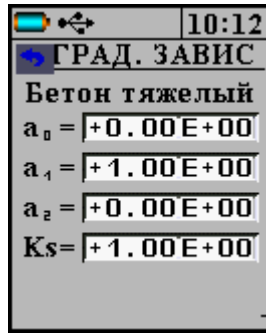 10:12
ГРАД. ЗАВИС
Бетон тяжелый
a₀ = +0.00E+00
a₁ = +1.00E+00
a₂ = +0.00E+00
Ks= +1.00E+00